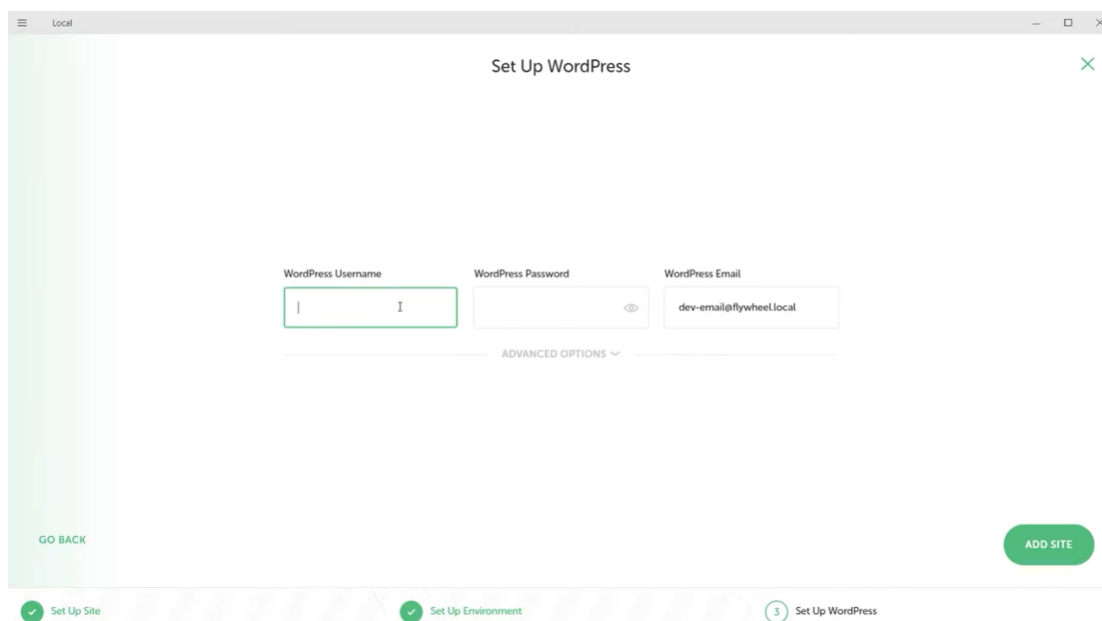 Local
Set Up WordPress
WordPress Username
WordPress Password
WordPress Email
dev-email@flywheel.local
ADVANCED OPTIONS
GO BACK
ADD SITE
Set Up Site
Set Up Environment
3 Set Up WordPress